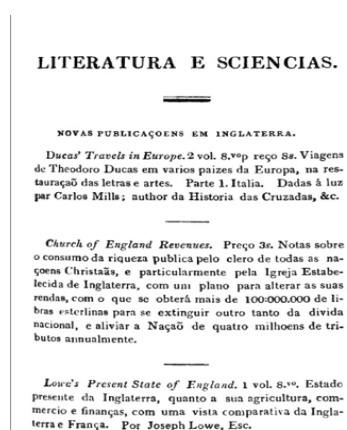 LITERATURA E SCIENCIAS.
NOVAS PUBLICAÇOENS EM INGLATERRA.
Ducas' Travels in Europe. 2 vol. 8.vop reço 8s. Viagens
de Theodoro Ducas em varios paizes da Europa, na res-
tauraçaõ das letras e artes. Parte 1. Italia. Dadas á luz
par Carlos Mills; author da Historia das Cruzadas, &c.
Church of England Revenues. Preço 3s. Notas sobre
o consumo da riqueza publica pelo clero de todas as na-
çoens Christaãs, e particularmente pela Igreja Estabe-
lecida de Inglaterra, com um plano para alterar as suas
rendas, com o que se obterá mais de 100:000.000 de li-
bras esterlinas para se extinguir outro tanto da divida
nacional, e aliviar a Naçaõ de quatro milhoens de tri-
butos annualmente.
Lowe's Present State of England. 1 vol. 8.vo. Estado
presente da Inglaterra, quanto a sua agricultura, com-
mercio e finanças, com uma vista comparativa da Ingla-
terra e França. Por Joseph Lowe, Esc.